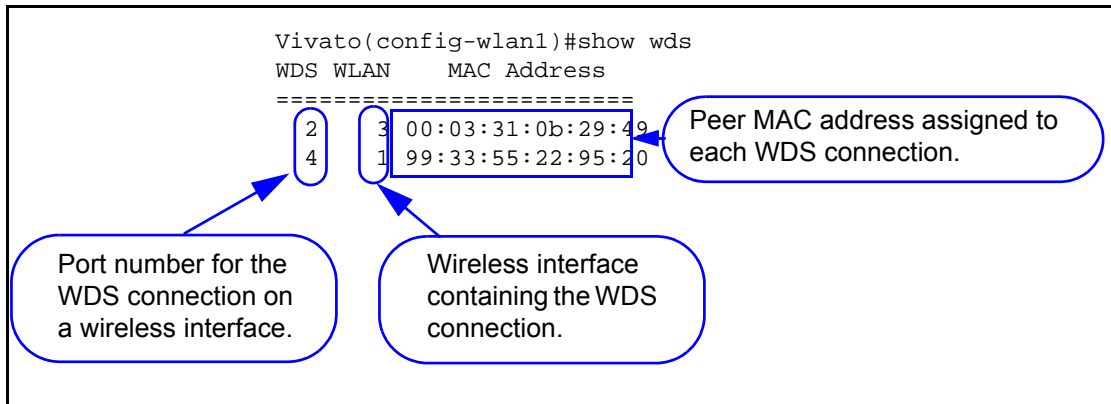 Vivato(config-wlan1)#show wds
WDS WLAN MAC Address
=========================
2 3 00:03:31:0b:29:49
4 1 99:33:55:22:95:20
Peer MAC address assigned to
each WDS connection.
Port number for the
WDS connection on
a wireless interface.
Wireless interface
containing the WDS
connection.